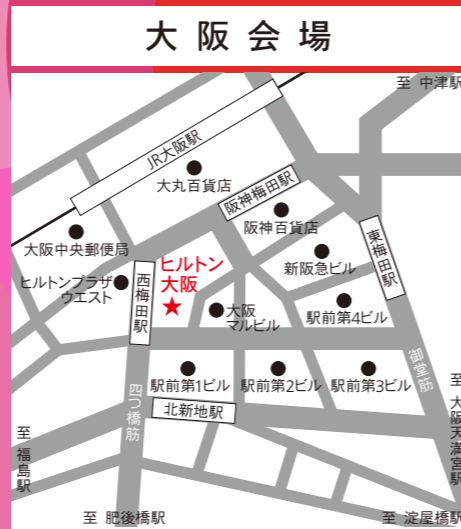 大阪会場
至 中津駅
JR大阪駅
大丸百貨店
阪神梅田駅
阪神百貨店
大阪中央郵便局
東梅田駅
新阪急ビル
ヒルトンプラザ
ウエスト
西梅田駅
ヒルトン
大阪
★
大阪
マルビル
駅前第4ビル
御堂筋
駅前第1ビル
駅前第2ビル
駅前第3ビル
四つ橋筋
北新地駅
至 大阪天満宮駅
至 福島駅
至 肥後橋駅
至 淀屋橋駅